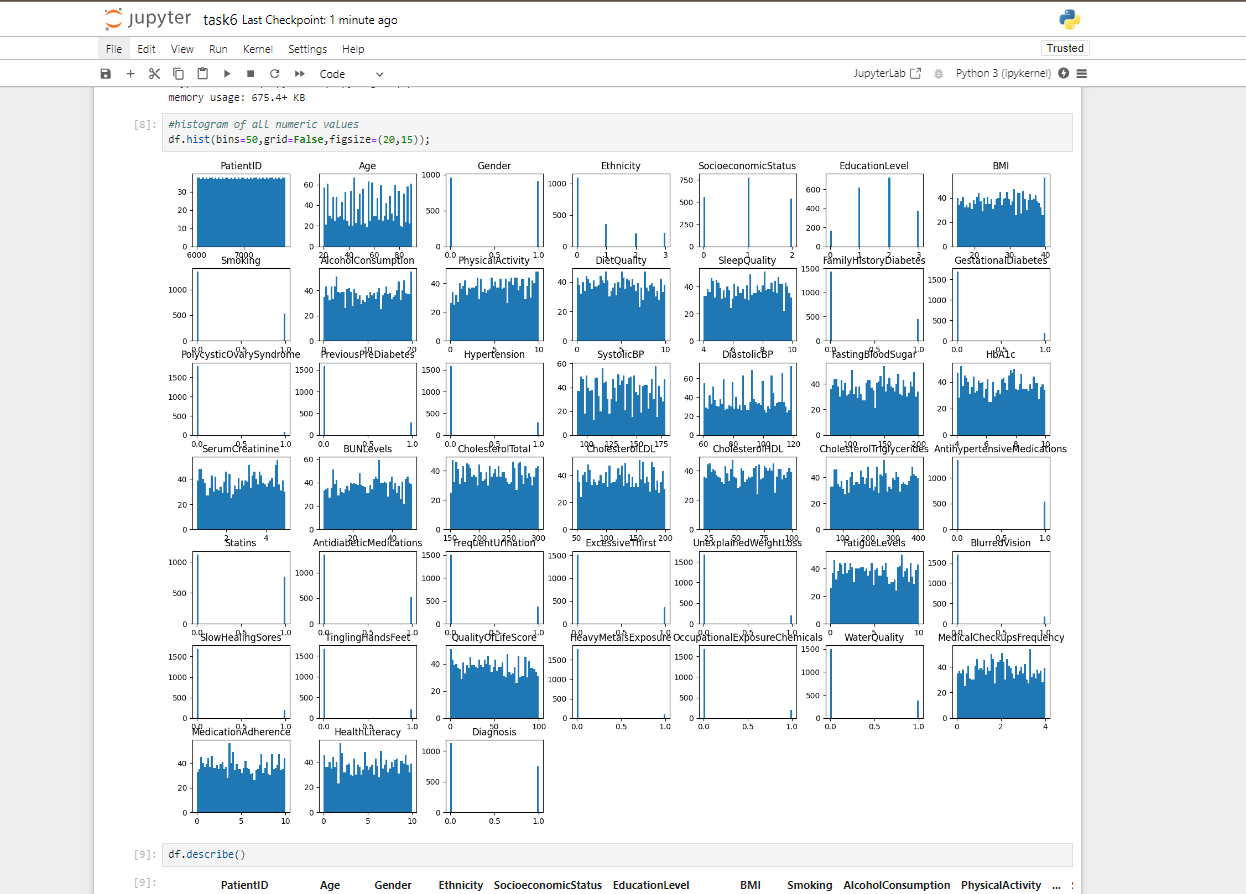 jupyter task6 Last Checkpoint: 1 minute ago
File Edit View Run Kernel Settings Help Trusted
Code JupyterLab Python 3 (ipykernel)
memory usage: 675.4+ KB
[8]: #histogram of all numeric values
df.hist(bins=50,grid=False,figsize=(20,15));
PatientID Age Gender Ethnicity SocioeconomicStatus EducationLevel BMI
30 20 10 0 60 40 20 0 1000 500 0 1000 500 0 750 500 250 0 600 400 200 0 40 20 0
6000 7000 20 40 60 80 0.0 0.5 1.0 0 1 2 3 0 1 2 0 1 2 3 20 30 40
Smoking AlcoholConsumption PhysicalActivity DietQuality SleepQuality FamilyHistoryDiabetes GestationalDiabetes
1000 500 0 40 20 0 40 20 0 40 20 0 40 20 0 1500 1000 500 0 1500 1000 500 0
0.0 0.5 1.0 0 10 20 0 5 10 0 5 10 4 6 8 10 0.0 0.5 1.0 0.0 0.5 1.0
PolycysticOvarySyndrome PreviousPreDiabetes Hypertension SystolicBP DiastolicBP FastingBloodSugar HbA1c
1500 1000 500 0 1500 1000 500 0 1500 1000 500 0 60 40 20 0 60 40 20 0 40 20 0 40 20 0
0.0 0.5 1.0 0.0 0.5 1.0 0.0 0.5 1.0 100 125 150 175 60 80 100 120 100 150 200 4 6 8 10
SerumCreatinine BUNLevels CholesterolTotal CholesterolLDL CholesterolHDL CholesterolTriglycerides AntihypertensiveMedications
40 20 0 60 40 20 0 40 20 0 40 20 0 40 20 0 40 20 0 1000 500 0
2 4 20 40 150 200 250 300 50 100 150 200 25 50 75 100 100 200 300 400 0.0 0.5 1.0
Statins AntidiabeticMedications FrequentUrination ExcessiveThirst UnexplainedWeightLoss FatigueLevels BlurredVision
1000 500 0 1000 500 0 1500 1000 500 0 1500 1000 500 0 1500 1000 500 0 40 20 0 1500 1000 500 0
0.0 0.5 1.0 0.0 0.5 1.0 0.0 0.5 1.0 0.0 0.5 1.0 0.0 0.5 1.0 0 5 10 0.0 0.5 1.0
SlowHealingSores TinglingHandsFeet QualityOfLifeScore HeavyMetalsExposure OccupationalExposureChemicals WaterQuality MedicalCheckupsFrequency
1500 1000 500 0 1500 1000 500 0 40 20 0 1500 1000 500 0 1500 1000 500 0 1500 1000 500 0 40 20 0
0.0 0.5 1.0 0.0 0.5 1.0 0 50 100 0.0 0.5 1.0 0.0 0.5 1.0 0.0 0.5 1.0 0 2 4
MedicationAdherence HealthLiteracy Diagnosis
40 20 0 40 20 0 1000 500 0
0 5 10 0 5 10 0.0 0.5 1.0
[9]: df.describe()
[9]: PatientID Age Gender Ethnicity SocioeconomicStatus EducationLevel BMI Smoking AlcoholConsumption PhysicalActivity ...